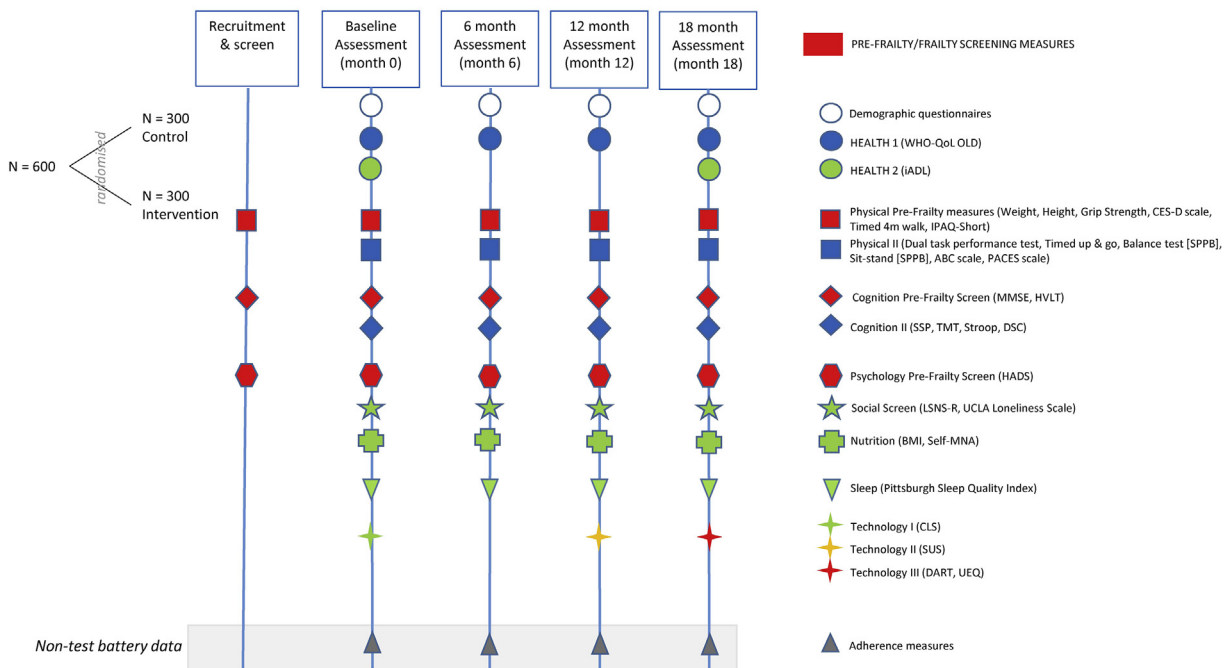 Recruitment
& screen
Baseline
Assessment
(month 0)
6 month
Assessment
(month 6)
12 month
Assessment
(month 12)
18 month
Assessment
(month 18)
N = 600
randomised
N = 300
Control
N = 300
Intervention
PRE-FRAILTY/FRAILTY SCREENING MEASURES
Demographic questionnaires
HEALTH 1 (WHO-QoL OLD)
HEALTH 2 (iADL)
Physical Pre-Frailty measures (Weight, Height, Grip Strength, CES-D scale,
Timed 4m walk, IPAQ-Short)
Physical II (Dual task performance test, Timed up & go, Balance test [SPPB],
Sit-stand [SPPB], ABC scale, PACES scale)
Cognition Pre-Frailty Screen (MMSE, HVLT)
Cognition II (SSP, TMT, Stroop, DSC)
Psychology Pre-Frailty Screen (HADS)
Social Screen (LSNS-R, UCLA Loneliness Scale)
Nutrition (BMI, Self-MNA)
Sleep (Pittsburgh Sleep Quality Index)
Technology I (CLS)
Technology II (SUS)
Technology III (DART, UEQ)
Non-test battery data
Adherence measures